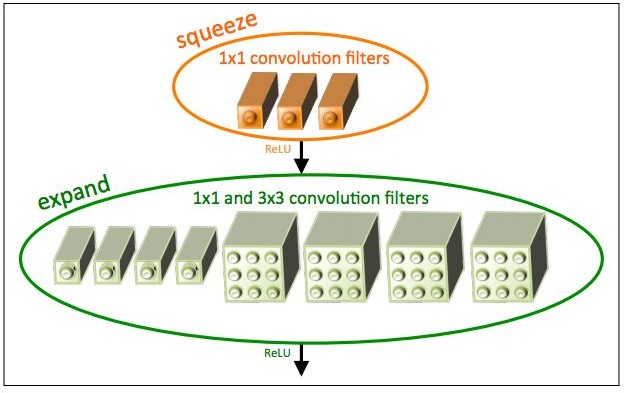 squeeze
1x1 convolution filters
ReLU
expand
1x1 and 3x3 convolution filters
ReLU